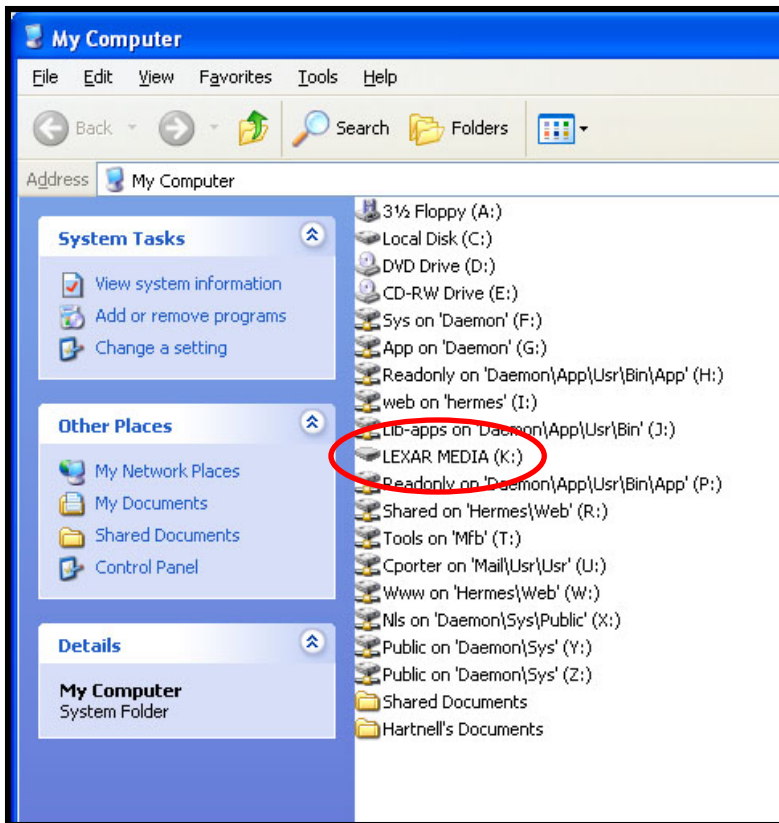 My Computer
File Edit View Favorites Tools Help
Back Search Folders
Address My Computer
System Tasks
View system information
Add or remove programs
Change a setting
Other Places
My Network Places
My Documents
Shared Documents
Control Panel
Details
My Computer
System Folder
3½ Floppy (A:)
Local Disk (C:)
DVD Drive (D:)
CD-RW Drive (E:)
Sys on 'Daemon' (F:)
App on 'Daemon' (G:)
Readonly on 'Daemon\App\Usr\Bin\App' (H:)
web on 'hermes' (I:)
Lib-apps on 'Daemon\App\Usr\Bin' (J:)
LEXAR MEDIA (K:)
Readonly on 'Daemon\App\Usr\Bin\App' (P:)
Shared on 'Hermes\Web' (R:)
Tools on 'Mfb' (T:)
Cporter on 'Mail\Usr\Usr' (U:)
Www on 'Hermes\Web' (W:)
Nls on 'Daemon\Sys\Public' (X:)
Public on 'Daemon\Sys' (Y:)
Public on 'Daemon\Sys' (Z:)
Shared Documents
Hartnell's Documents